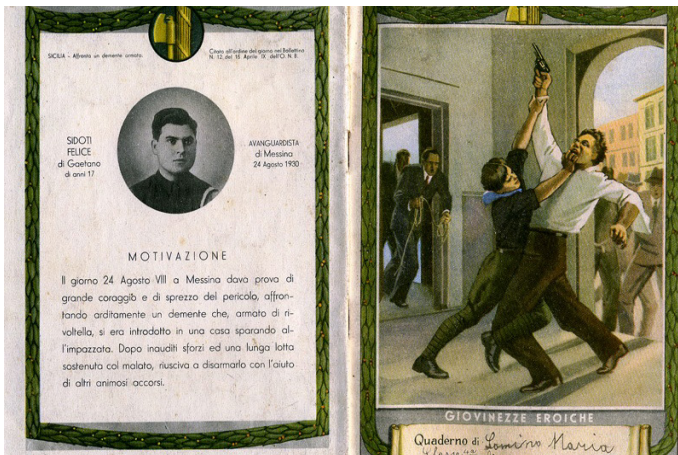 SICILIA - Affronta un demente armato.
Citato all'ordine del giorno nel Bollettino
N. 12, del 15 Aprile IX dell'O. N. B.
SIDOTI
FELICE
di Gaetano
di anni 17
AVANGUARDISTA
di Messina
24 Agosto 1930
MOTIVAZIONE
Il giorno 24 Agosto VIII a Messina dava prova di
grande coraggio e di sprezzo del pericolo, affron-
tando arditamente un demente che, armato di ri-
voltella, si era introdotto in una casa sparando al-
l'impazzata. Dopo inauditi sforzi ed una lunga lotta
sostenuta col malato, riusciva a disarmarlo con l'aiuto
di altri animosi accorsi.
GIOVINEZZE EROICHE
Quaderno di Lomino Maria